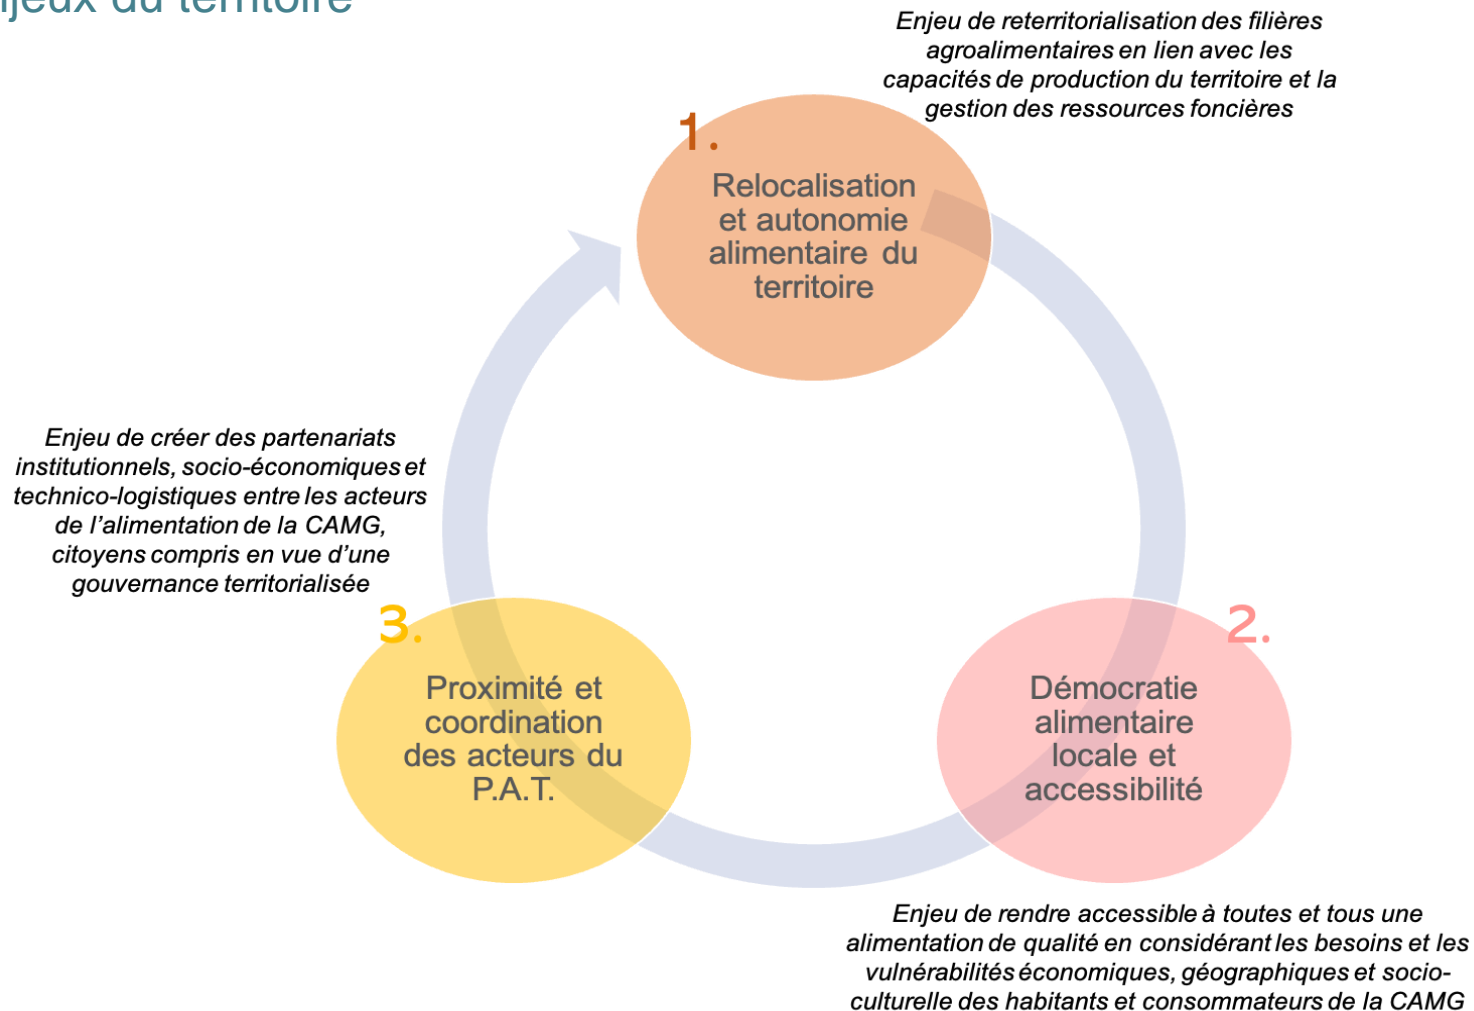 ijeux du territoire
Enjeu de reterritorialisation des filières
agroalimentaires en lien avec les
capacités de production du territoire et la
gestion des ressources foncières
1.
Relocalisation
et autonomie
alimentaire du
territoire
Enjeu de créer des partenariats
institutionnels, socio-économiques et
technico-logistiques entre les acteurs
de l’alimentation de la CAMG,
citoyens compris en vue d’une
gouvernance territorialisée
3.
Proximité et
coordination
des acteurs du
P.A.T.
2.
Démocratie
alimentaire
locale et
accessibilité
Enjeu de rendre accessible à toutes et tous une
alimentation de qualité en considérant les besoins et les
vulnérabilités économiques, géographiques et socio-
culturelle des habitants et consommateurs de la CAMG